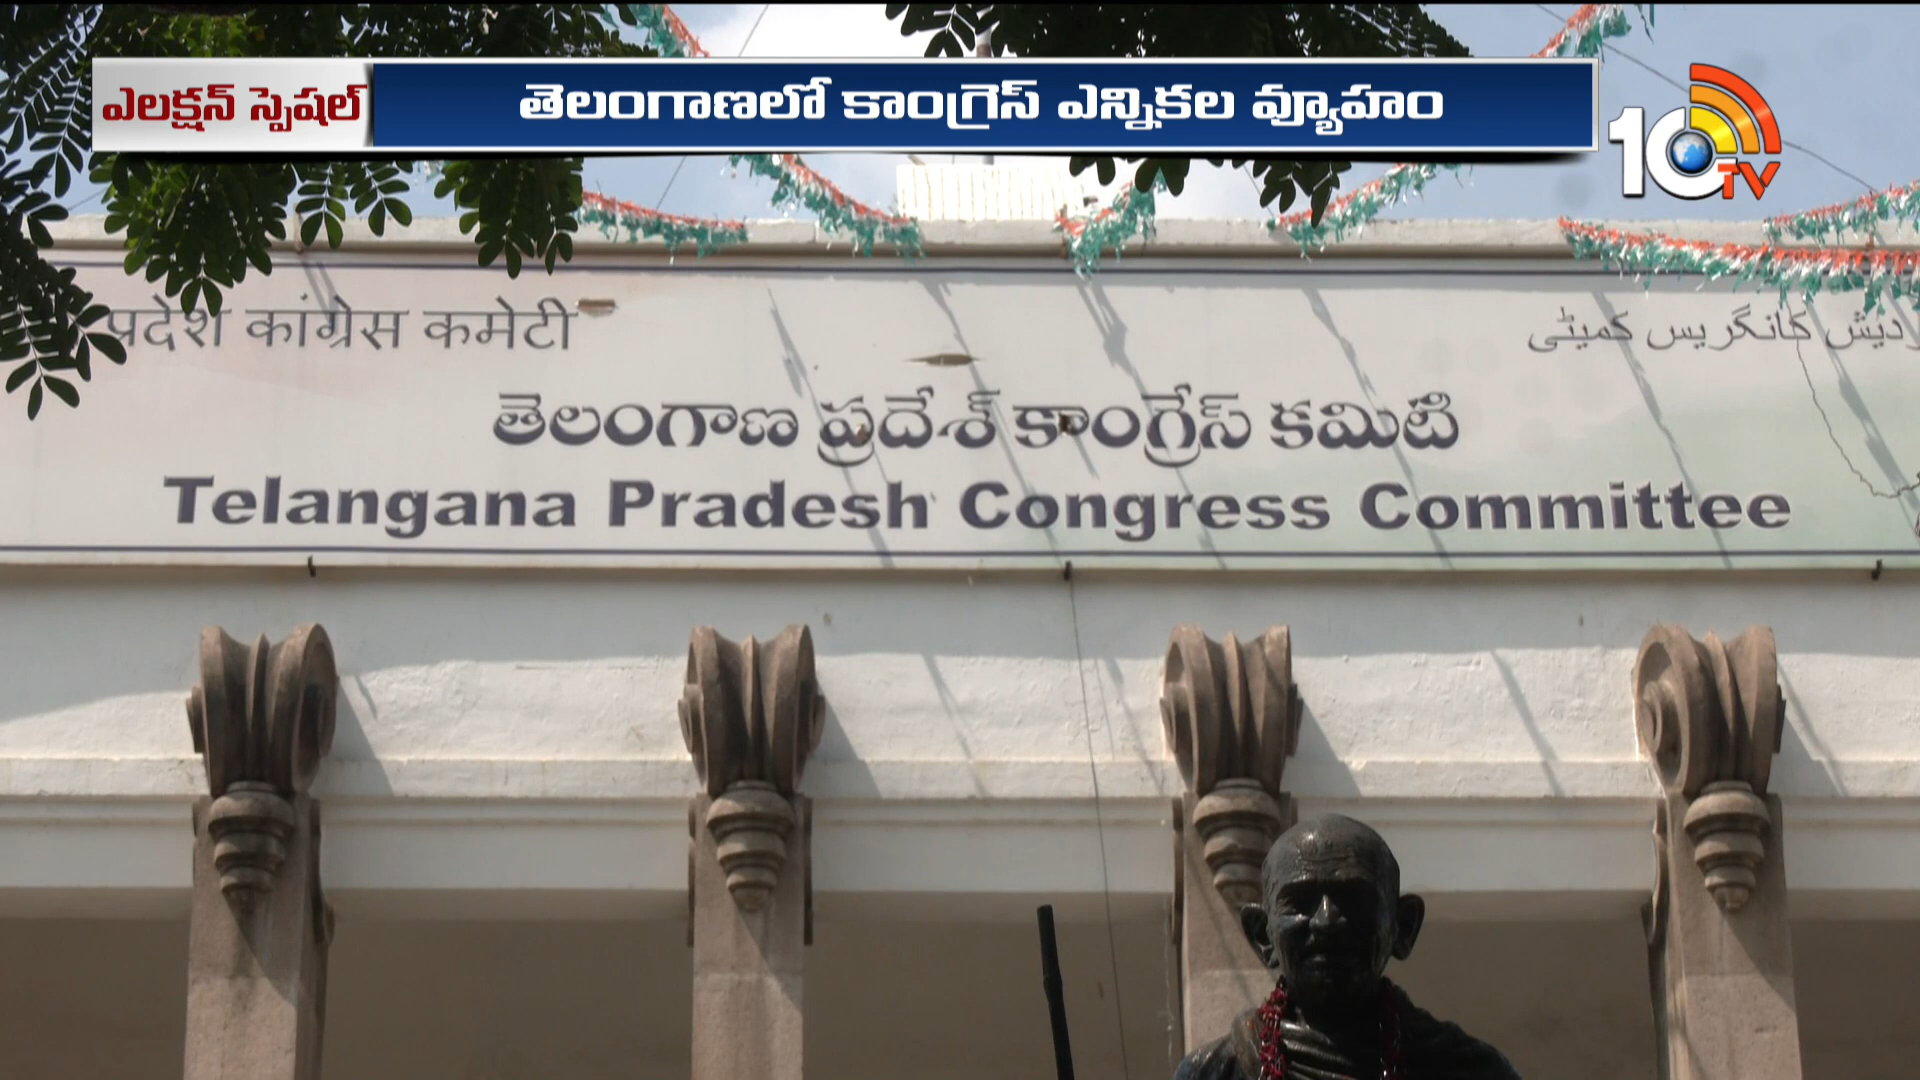 ఎలక్షన్ స్పెషల్ తెలంగాణలో కాంగ్రెస్ ఎన్నికల వ్యూహం
10TV
प्रदेश कांग्रेस कमेटी
دیش کانگریس کمیٹی
తెలంగాణ ప్రదేశ్ కాంగ్రేస్ కమిటి
Telangana Pradesh Congress Committee